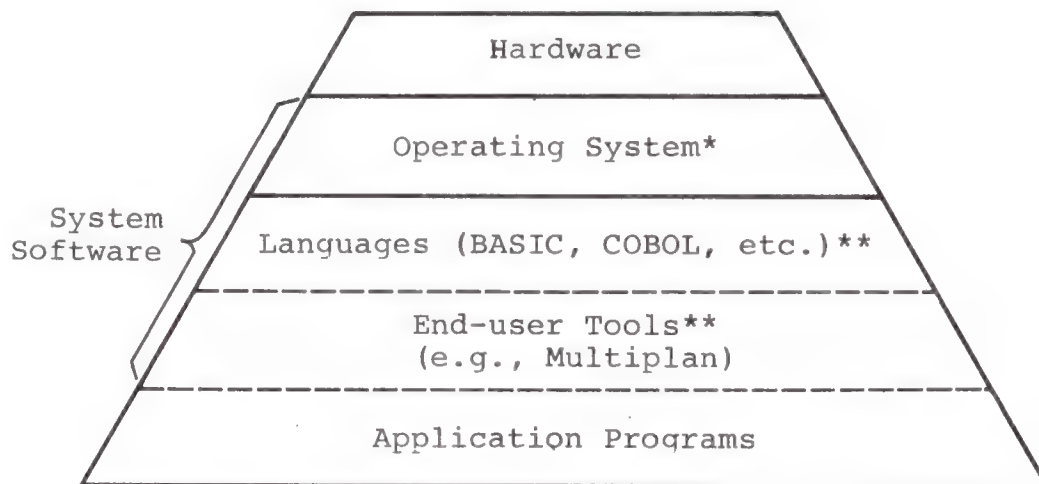 Hardware
Operating System*
System
Software
Languages (BASIC, COBOL, etc.)**
End-user Tools**
(e.g., Multiplan)
Application Programs